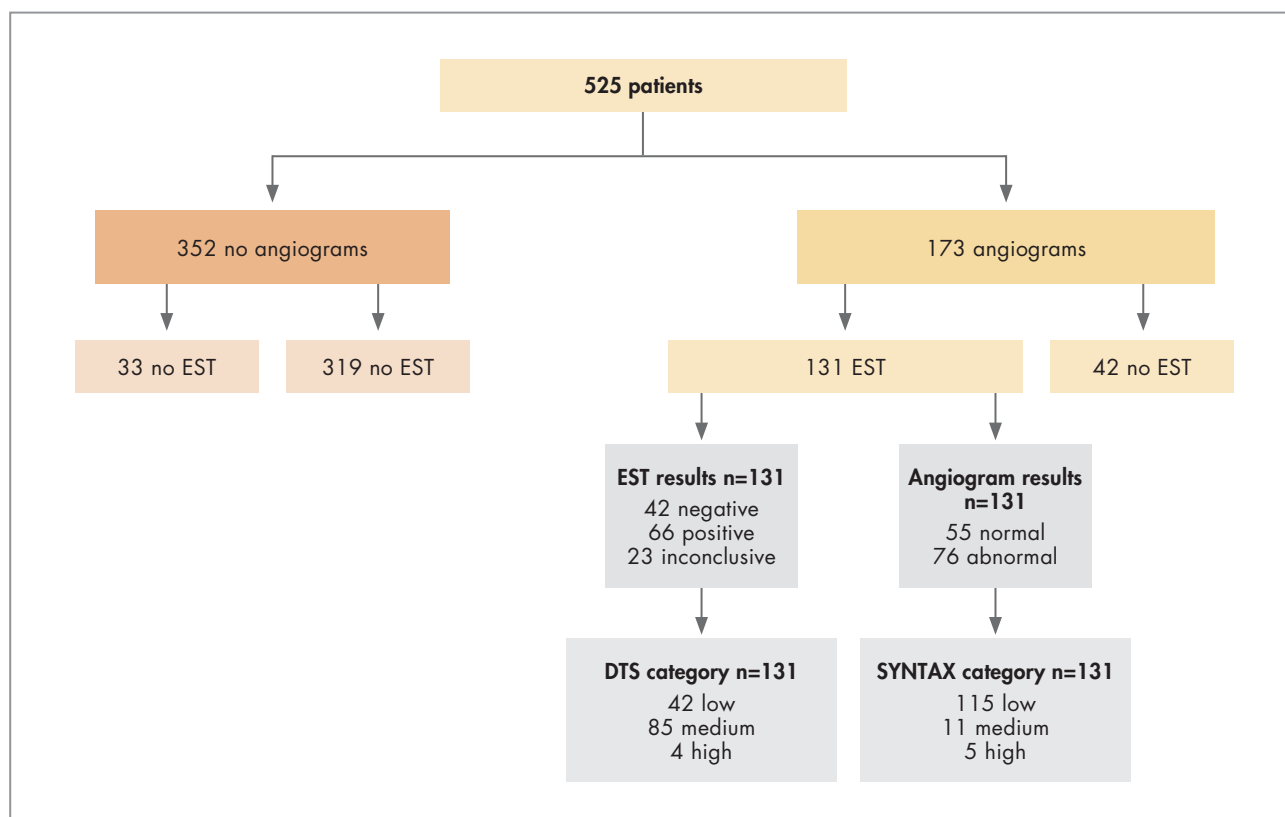 525 patients
352 no angiograms
173 angiograms
33 no EST
319 no EST
131 EST
42 no EST
EST results n=131
42 negative
66 positive
23 inconclusive
Angiogram results
n=131
55 normal
76 abnormal
DTS category n=131
42 low
85 medium
4 high
SYNTAX category n=131
115 low
11 medium
5 high